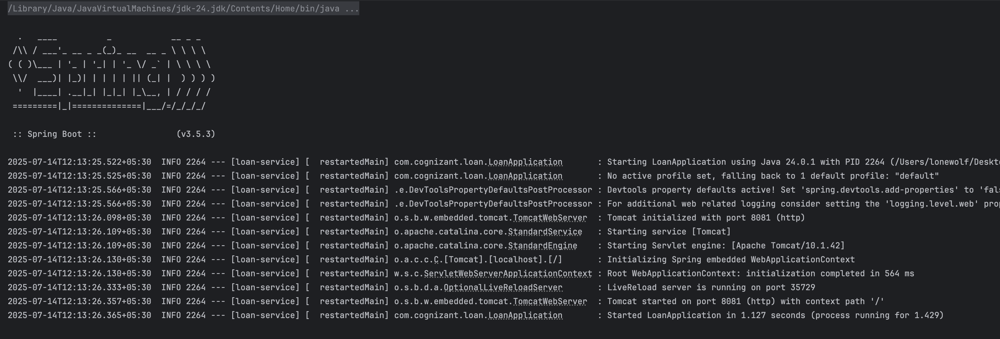 /Library/Java/JavaVirtualMachines/jdk-24.jdk/Contents/Home/bin/java ...
  .   ____          _            __ _ _
 /\\ / ___'_ __ _ _(_)_ __  __ _ \ \ \ \
( ( )\___ | '_ | '_| | '_ \/ _` | \ \ \ \
 \\/  ___)| |_)| | | | | || (_| |  ) ) ) )
  '  |____| .__|_| |_|_| |_\__, | / / / /
 =========|_|==============|___/=/_/_/_/
 :: Spring Boot ::                (v3.5.3)
2025-07-14T12:13:25.522+05:30  INFO 2264 --- [loan-service] [  restartedMain] com.cognizant.loan.LoanApplication       : Starting LoanApplication using Java 24.0.1 with PID 2264 (/Users/lonewolf/Deskt
2025-07-14T12:13:25.525+05:30  INFO 2264 --- [loan-service] [  restartedMain] com.cognizant.loan.LoanApplication       : No active profile set, falling back to 1 default profile: "default"
2025-07-14T12:13:25.566+05:30  INFO 2264 --- [loan-service] [  restartedMain] .e.DevToolsPropertyDefaultsPostProcessor : Devtools property defaults active! Set 'spring.devtools.add-properties' to 'fals
2025-07-14T12:13:25.566+05:30  INFO 2264 --- [loan-service] [  restartedMain] .e.DevToolsPropertyDefaultsPostProcessor : For additional web related logging consider setting the 'logging.level.web' prop
2025-07-14T12:13:26.098+05:30  INFO 2264 --- [loan-service] [  restartedMain] o.s.b.w.embedded.tomcat.TomcatWebServer  : Tomcat initialized with port 8081 (http)
2025-07-14T12:13:26.109+05:30  INFO 2264 --- [loan-service] [  restartedMain] o.apache.catalina.core.StandardService   : Starting service [Tomcat]
2025-07-14T12:13:26.109+05:30  INFO 2264 --- [loan-service] [  restartedMain] o.apache.catalina.core.StandardEngine    : Starting Servlet engine: [Apache Tomcat/10.1.42]
2025-07-14T12:13:26.130+05:30  INFO 2264 --- [loan-service] [  restartedMain] o.a.c.c.C.[Tomcat].[localhost].[/]       : Initializing Spring embedded WebApplicationContext
2025-07-14T12:13:26.130+05:30  INFO 2264 --- [loan-service] [  restartedMain] w.s.c.ServletWebServerApplicationContext : Root WebApplicationContext: initialization completed in 564 ms
2025-07-14T12:13:26.333+05:30  INFO 2264 --- [loan-service] [  restartedMain] o.s.b.d.a.OptionalLiveReloadServer       : LiveReload server is running on port 35729
2025-07-14T12:13:26.357+05:30  INFO 2264 --- [loan-service] [  restartedMain] o.s.b.w.embedded.tomcat.TomcatWebServer  : Tomcat started on port 8081 (http) with context path '/'
2025-07-14T12:13:26.365+05:30  INFO 2264 --- [loan-service] [  restartedMain] com.cognizant.loan.LoanApplication       : Started LoanApplication in 1.127 seconds (process running for 1.429)